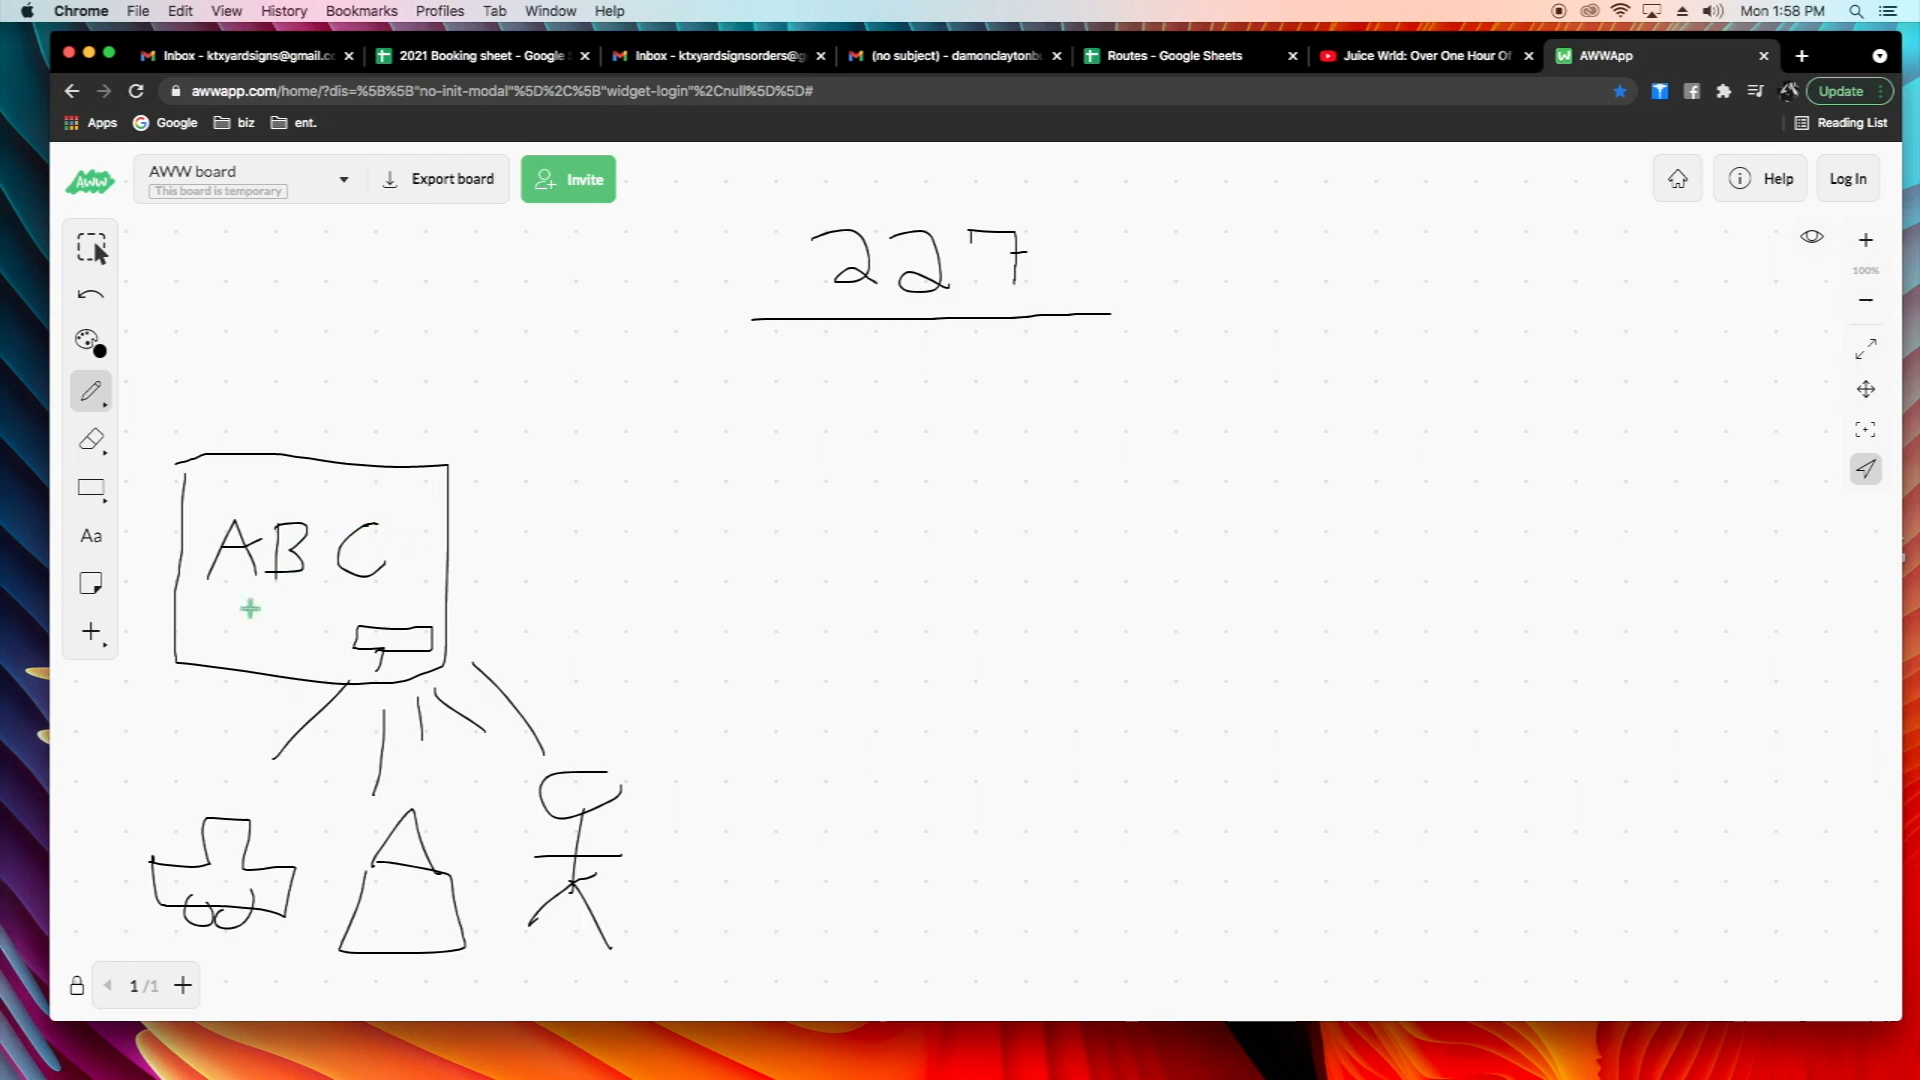 Chrome File Edit View History Bookmarks Profiles Tab Window Help Mon 1:58 PM
Inbox - ktxyardsigns@gmail.c 2021 Booking sheet - Google Inbox - ktxyardsignsorders@g (no subject) - damonclaytonb Routes - Google Sheets Juice Wrld: Over One Hour Of AWWApp
awwapp.com/home/?dis=%5B%5B"no-init-modal"%5D%2C%5B"widget-login"%2Cnull%5D%5D# Update
Apps Google biz ent. Reading List
AWW AWW board This board is temporary Export board Invite Help Log In
227
100%
Aa
ABC
1/1